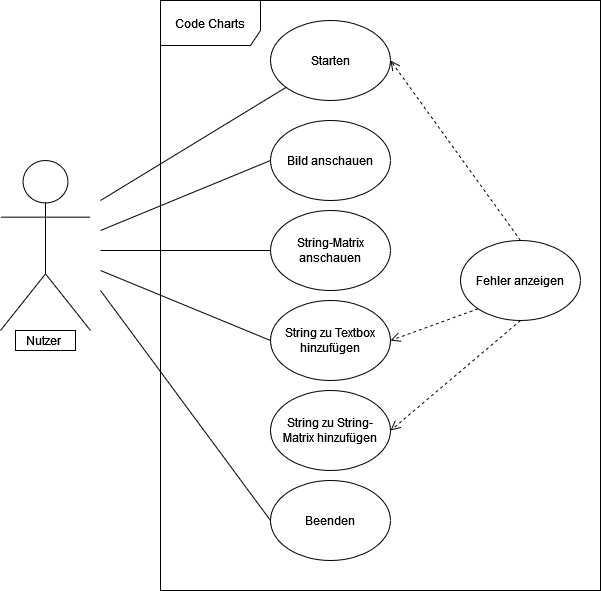 Code Charts
Starten
Bild anschauen
String-Matrix
anschauen
Fehler anzeigen
String zu Textbox
hinzufügen
Nutzer
String zu String-
Matrix hinzufügen
Beenden